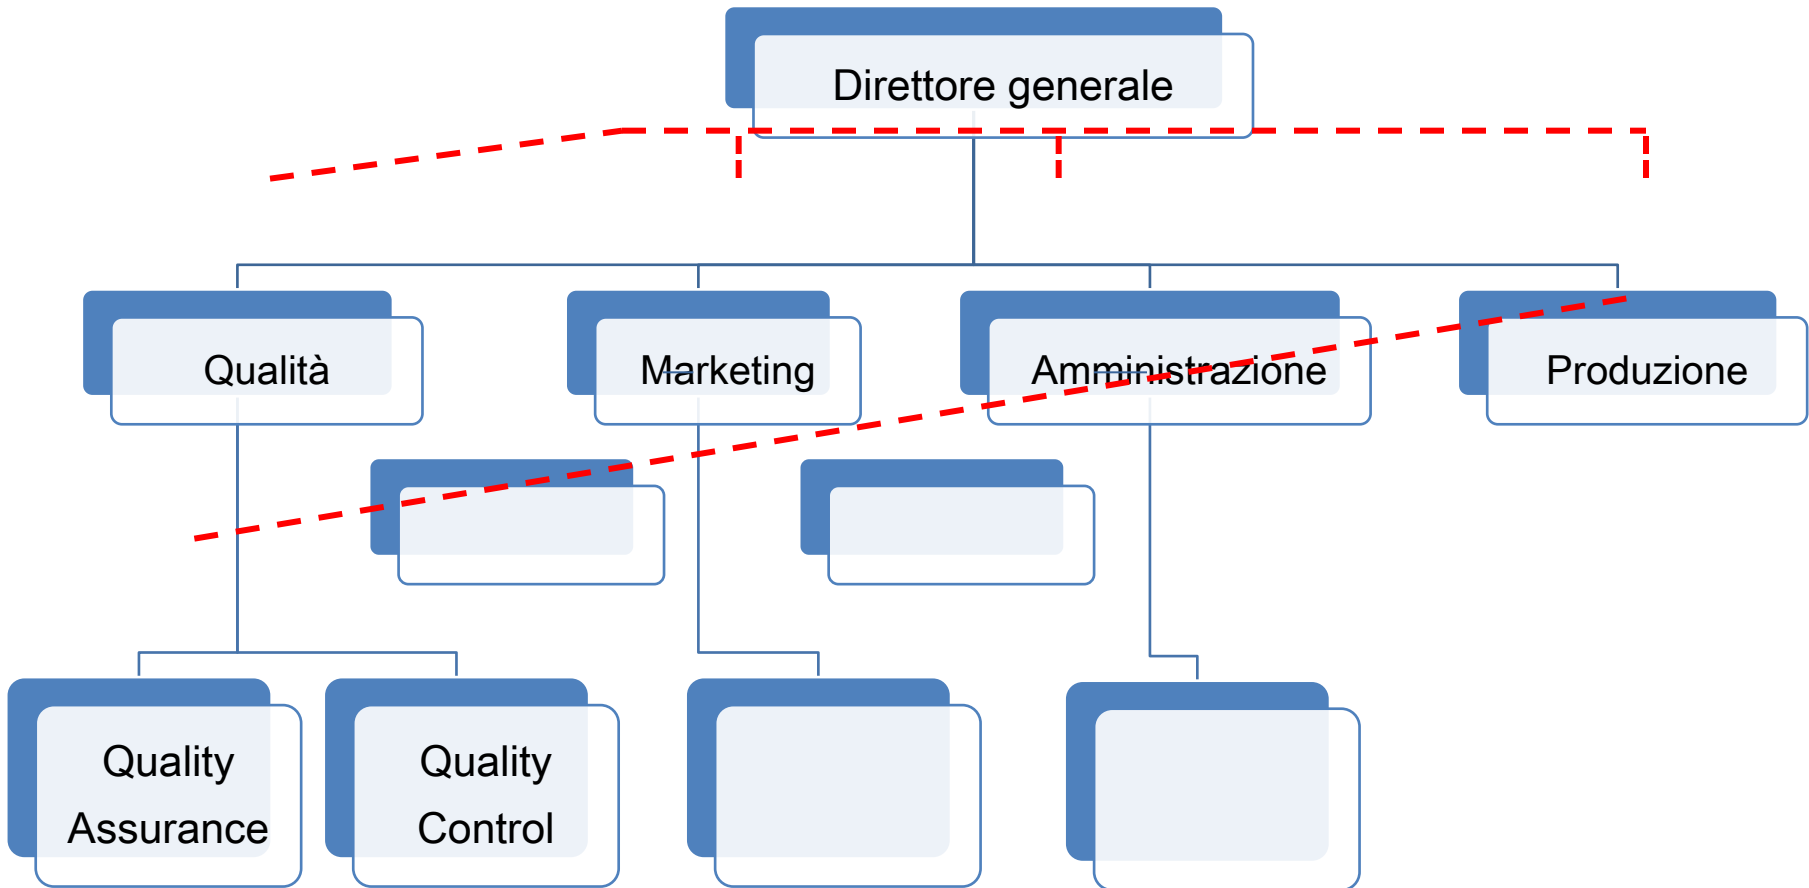 Direttore generale
Qualità
Marketing
Amministrazione
Produzione
Quality
Assurance
Quality
Control